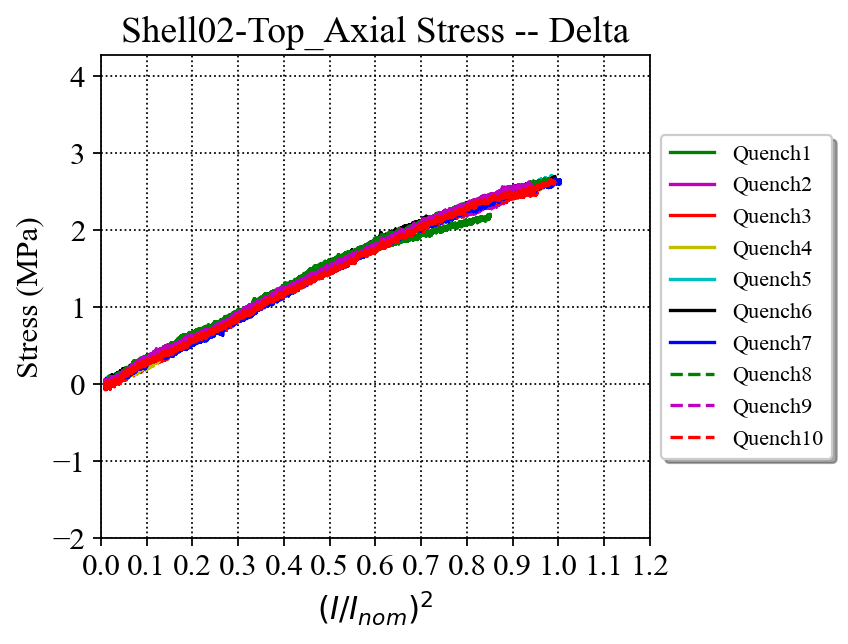 Shell02-Top_Axial Stress -- Delta
Stress (MPa)
4
3
2
1
0
−1
−2
0.0 0.1 0.2 0.3 0.4 0.5 0.6 0.7 0.8 0.9 1.0 1.1 1.2
(I/I_nom)^2
Quench1
Quench2
Quench3
Quench4
Quench5
Quench6
Quench7
Quench8
Quench9
Quench10